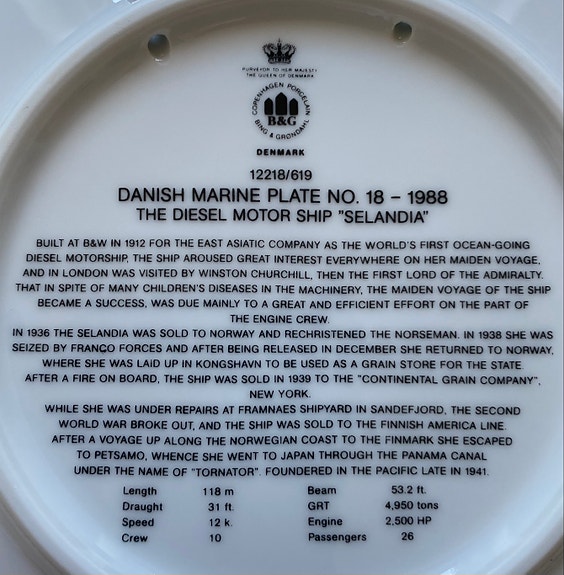 PURVEYOR TO HER MAJESTY
THE QUEEN OF DENMARK
COPENHAGEN PORCELAIN
B&G
BING & GRØNDAHL
DENMARK
12218/619
DANISH MARINE PLATE NO. 18 – 1988
THE DIESEL MOTOR SHIP "SELANDIA"
BUILT AT B&W IN 1912 FOR THE EAST ASIATIC COMPANY AS THE WORLD'S FIRST OCEAN-GOING
DIESEL MOTORSHIP, THE SHIP AROUSED GREAT INTEREST EVERYWHERE ON HER MAIDEN VOYAGE,
AND IN LONDON WAS VISITED BY WINSTON CHURCHILL, THEN THE FIRST LORD OF THE ADMIRALTY.
THAT IN SPITE OF MANY CHILDREN'S DISEASES IN THE MACHINERY, THE MAIDEN VOYAGE OF THE SHIP
BECAME A SUCCESS, WAS DUE MAINLY TO A GREAT AND EFFICIENT EFFORT ON THE PART OF
THE ENGINE CREW.
IN 1936 THE SELANDIA WAS SOLD TO NORWAY AND RECHRISTENED THE NORSEMAN. IN 1938 SHE WAS
SEIZED BY FRANCO FORCES AND AFTER BEING RELEASED IN DECEMBER SHE RETURNED TO NORWAY,
WHERE SHE WAS LAID UP IN KONGSHAVN TO BE USED AS A GRAIN STORE FOR THE STATE
AFTER A FIRE ON BOARD, THE SHIP WAS SOLD IN 1939 TO THE "CONTINENTAL GRAIN COMPANY",
NEW YORK.
WHILE SHE WAS UNDER REPAIRS AT FRAMNAES SHIPYARD IN SANDEFJORD, THE SECOND
WORLD WAR BROKE OUT, AND THE SHIP WAS SOLD TO THE FINNISH AMERICA LINE.
AFTER A VOYAGE UP ALONG THE NORWEGIAN COAST TO THE FINMARK SHE ESCAPED
TO PETSAMO, WHENCE SHE WENT TO JAPAN THROUGH THE PANAMA CANAL
UNDER THE NAME OF "TORNATOR". FOUNDERED IN THE PACIFIC LATE IN 1941.
Length 118 m Beam 53.2 ft.
Draught 31 ft. GRT 4,950 tons
Speed 12 k. Engine 2,500 HP
Crew 10 Passengers 26